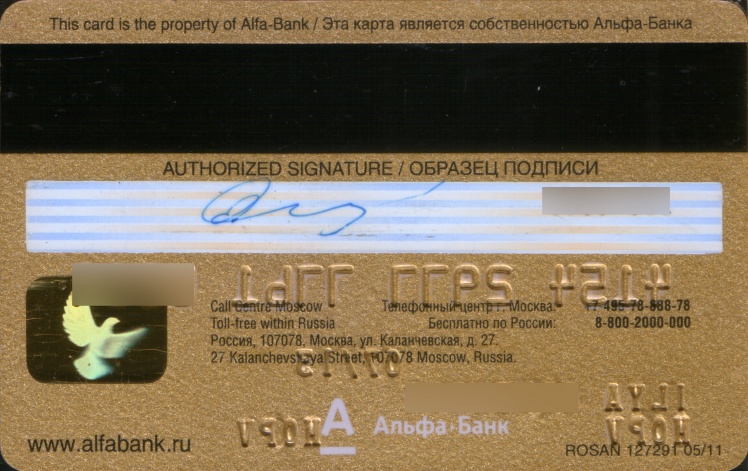 This card is the property of Alfa-Bank / Эта карта является собственностью Альфа-Банка
AUTHORIZED SIGNATURE / ОБРАЗЕЦ ПОДПИСИ
Call Centre Moscow Телефонный центр г. Москва: +7-495-78-888-78
Toll-free within Russia Бесплатно по России: 8-800-2000-000
Россия, 107078, Москва, ул. Каланчевская, д. 27.
27 Kalanchevskaya Street, 107078 Moscow, Russia.
А Альфа·Банк
www.alfabank.ru
ROSAN 127291 05/11